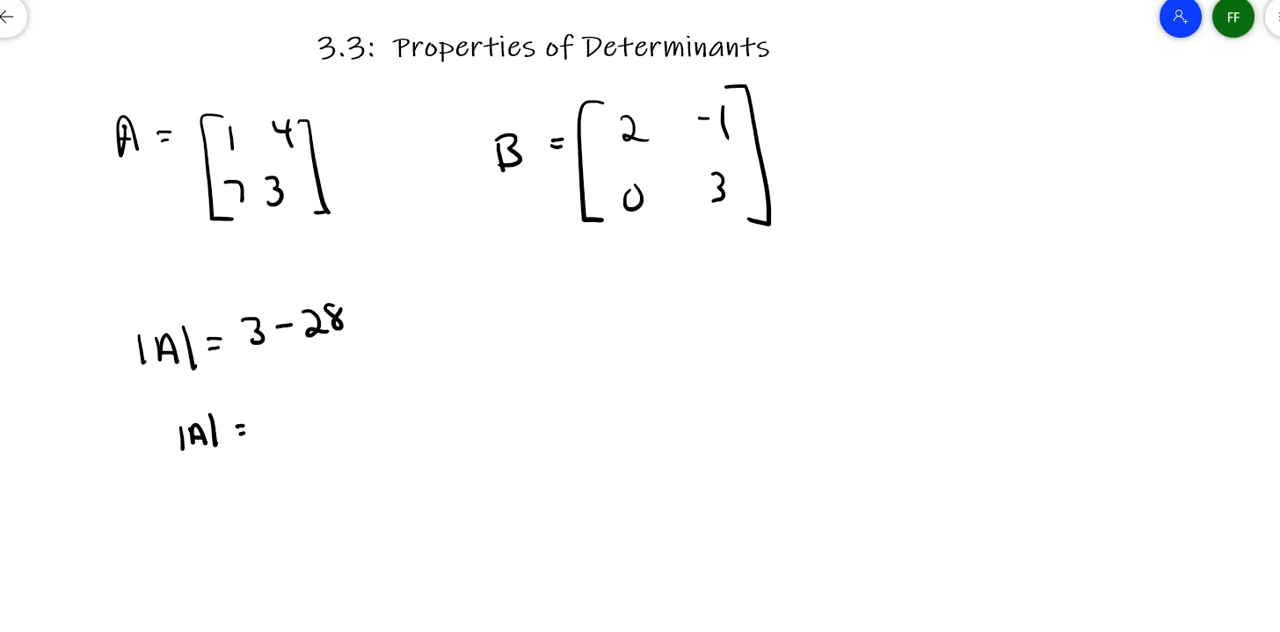 FF
3.3: Properties of Determinants
A = [1 4
7 3]
B = [2 -1
0 3]
|A| = 3 - 28
|A| =